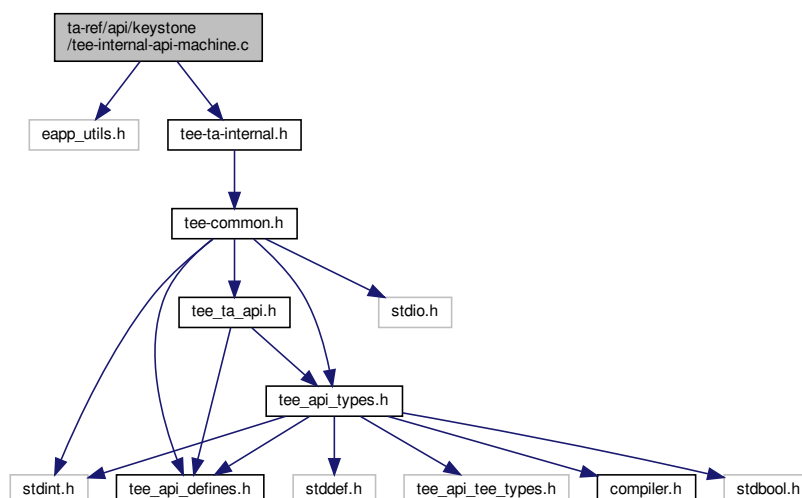 ta-ref/api/keystone
/tee-internal-api-machine.c
eapp_utils.h
tee-ta-internal.h
tee-common.h
tee_ta_api.h
stdio.h
tee_api_types.h
stdint.h
tee_api_defines.h
stddef.h
tee_api_tee_types.h
compiler.h
stdbool.h